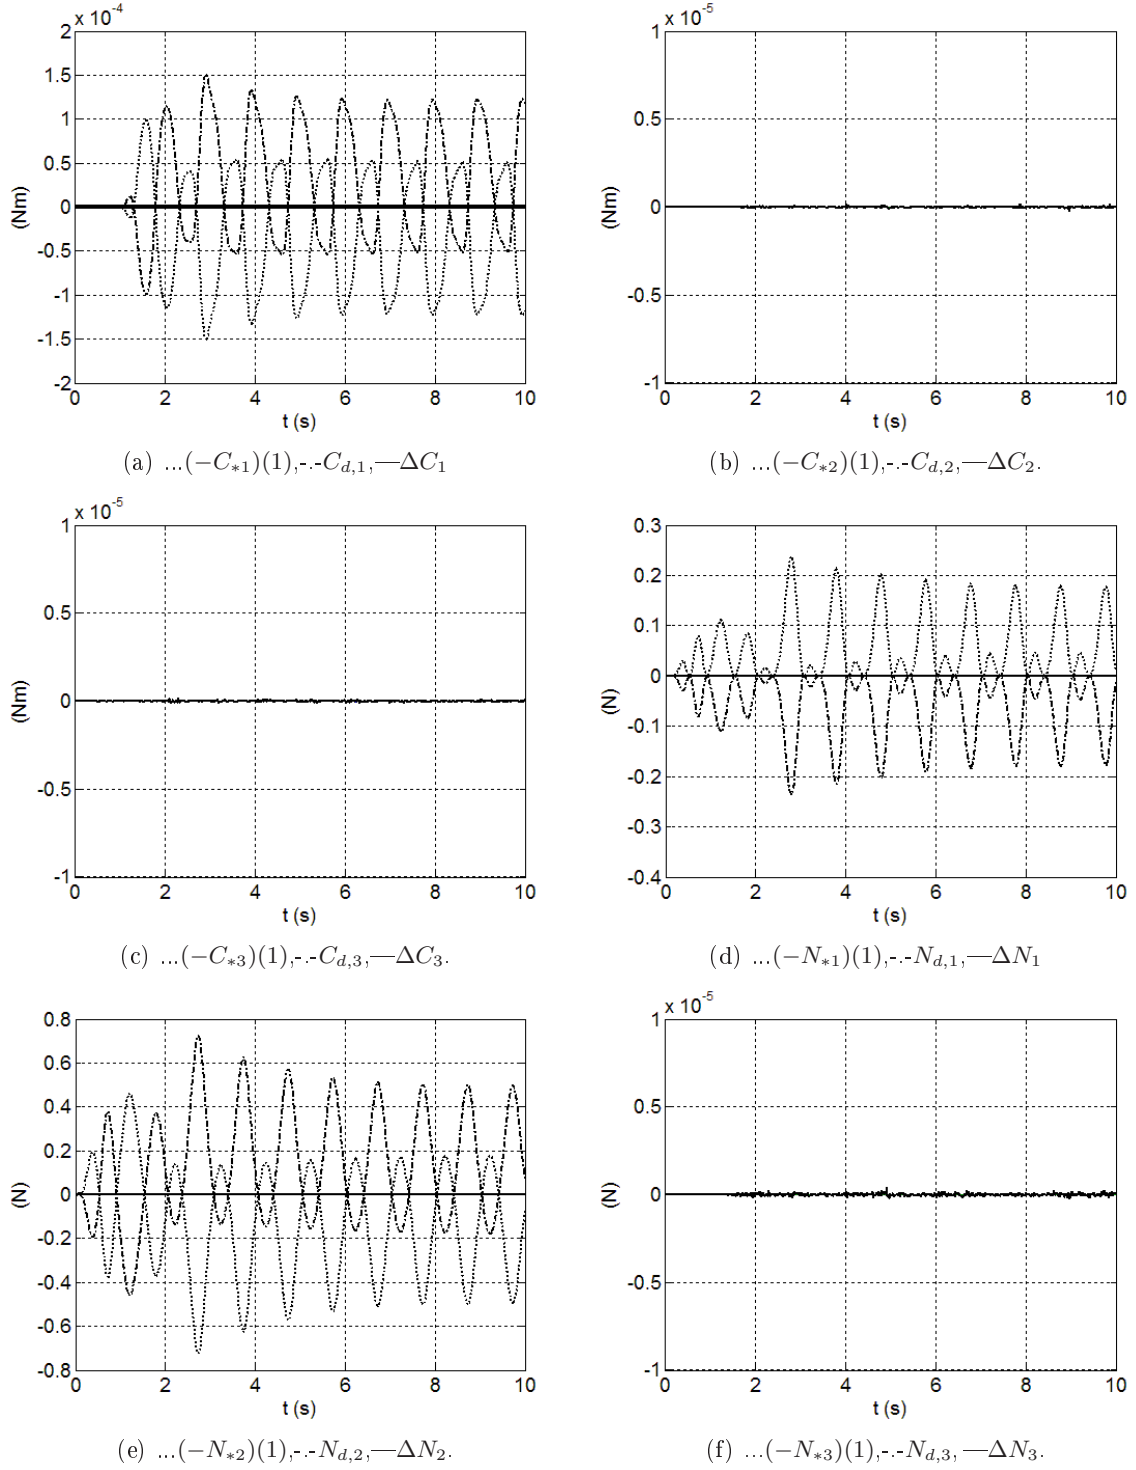 x 10^-4
2
1.5
1
0.5
0
-0.5
-1
-1.5
-2
(Nm)
0 2 4 6 8 10
t (s)
(a) ...(−C_{∗1})(1),-.-C_{d,1},—ΔC_1
x 10^-5
1
0.5
0
-0.5
-1
(Nm)
0 2 4 6 8 10
t (s)
(b) ...(−C_{∗2})(1),-.-C_{d,2},—ΔC_2.
x 10^-5
1
0.5
0
-0.5
-1
(Nm)
0 2 4 6 8 10
t (s)
(c) ...(−C_{∗3})(1),-.-C_{d,3},—ΔC_3.
0.3
0.2
0.1
0
-0.1
-0.2
-0.3
-0.4
(N)
0 2 4 6 8 10
t (s)
(d) ...(−N_{∗1})(1),-.-N_{d,1},—ΔN_1
0.8
0.6
0.4
0.2
0
-0.2
-0.4
-0.6
-0.8
(N)
0 2 4 6 8 10
t (s)
(e) ...(−N_{∗2})(1),-.-N_{d,2},—ΔN_2.
x 10^-5
1
0.5
0
-0.5
-1
(N)
0 2 4 6 8 10
t (s)
(f) ...(−N_{∗3})(1),-.-N_{d,3}, —ΔN_3.